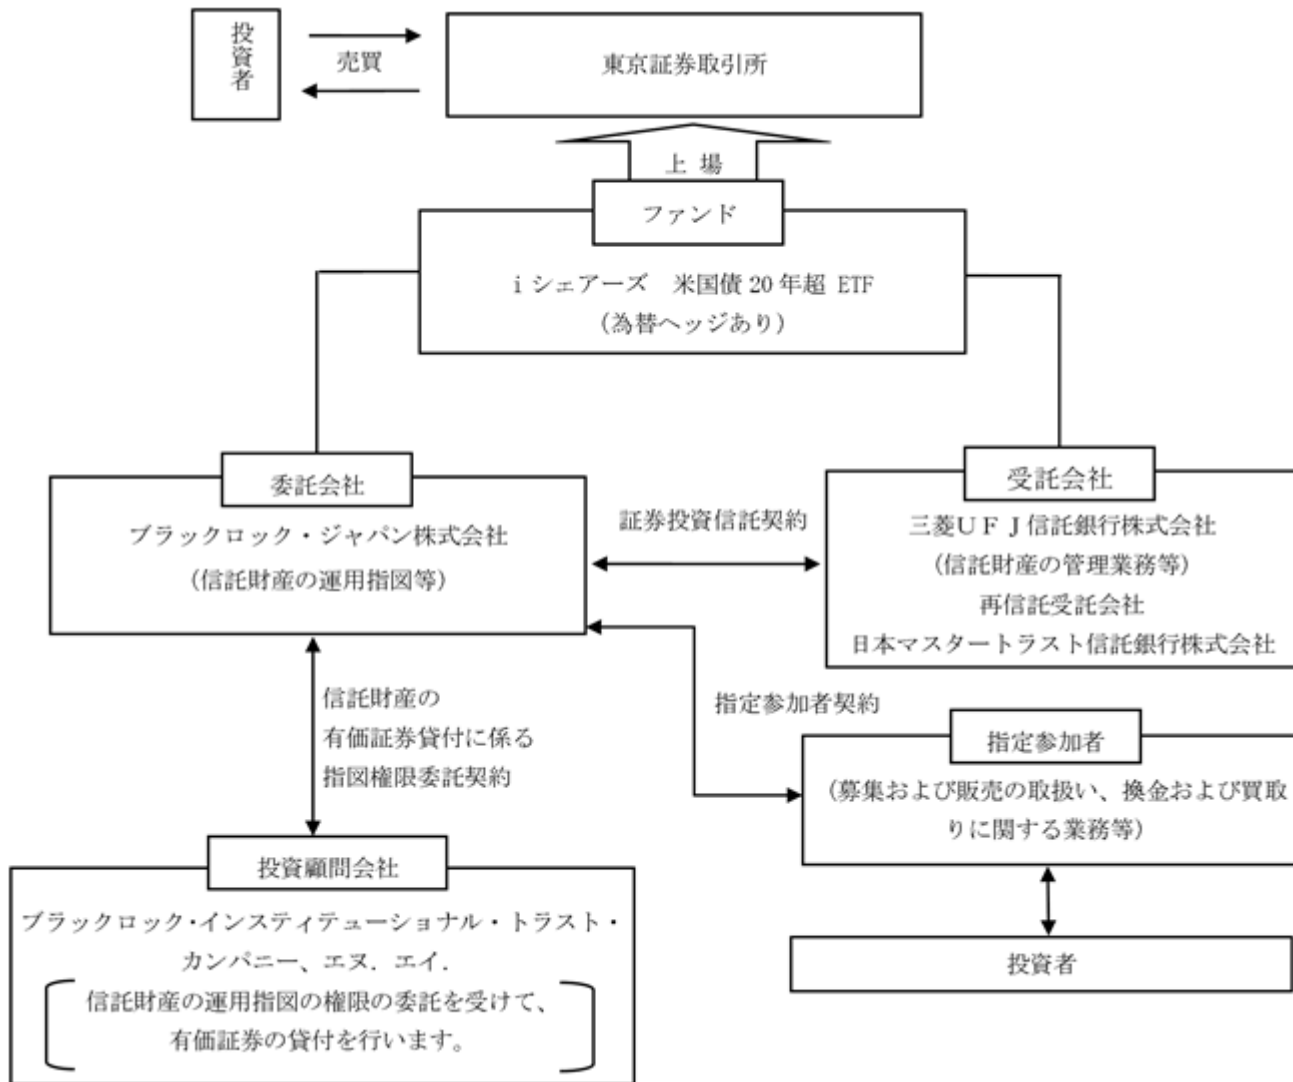 投資者
売買
東京証券取引所
上 場
ファンド
i シェアーズ　米国債 20 年超 ETF
(為替ヘッジあり)
委託会社
ブラックロック・ジャパン株式会社
(信託財産の運用指図等)
証券投資信託契約
受託会社
三菱ＵＦＪ信託銀行株式会社
(信託財産の管理業務等)
再信託受託会社
日本マスタートラスト信託銀行株式会社
信託財産の
有価証券貸付に係る
指図権限委託契約
指定参加者契約
指定参加者
(募集および販売の取扱い、換金および買取
りに関する業務等)
投資顧問会社
ブラックロック・インスティテューショナル・トラスト・
カンパニー、エヌ．エイ．
信託財産の運用指図の権限の委託を受けて、
有価証券の貸付を行います。
投資者